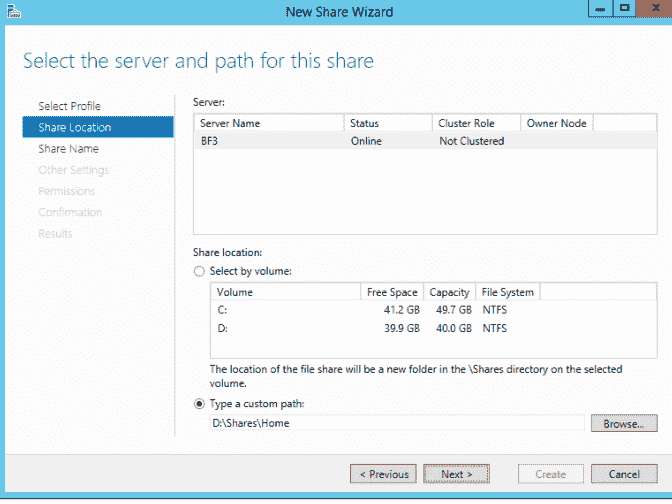 New Share Wizard
Select the server and path for this share
Select Profile
Share Location
Share Name
Other Settings
Permissions
Confirmation
Results
Server:
Server Name Status Cluster Role Owner Node
BF3 Online Not Clustered
Share location:
Select by volume:
Volume Free Space Capacity File System
C: 41.2 GB 49.7 GB NTFS
D: 39.9 GB 40.0 GB NTFS
The location of the file share will be a new folder in the \Shares directory on the selected
volume.
Type a custom path:
D:\Shares\Home Browse...
< Previous Next > Create Cancel